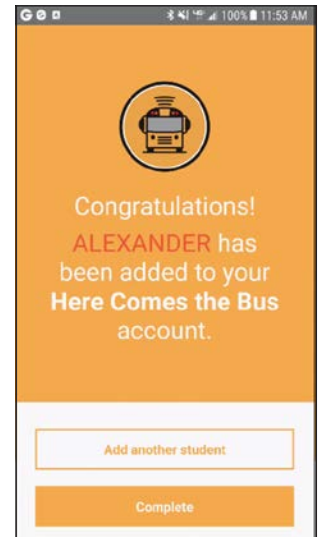 100% 11:53 AM
Congratulations!
ALEXANDER has
been added to your
Here Comes the Bus
account.
Add another student
Complete